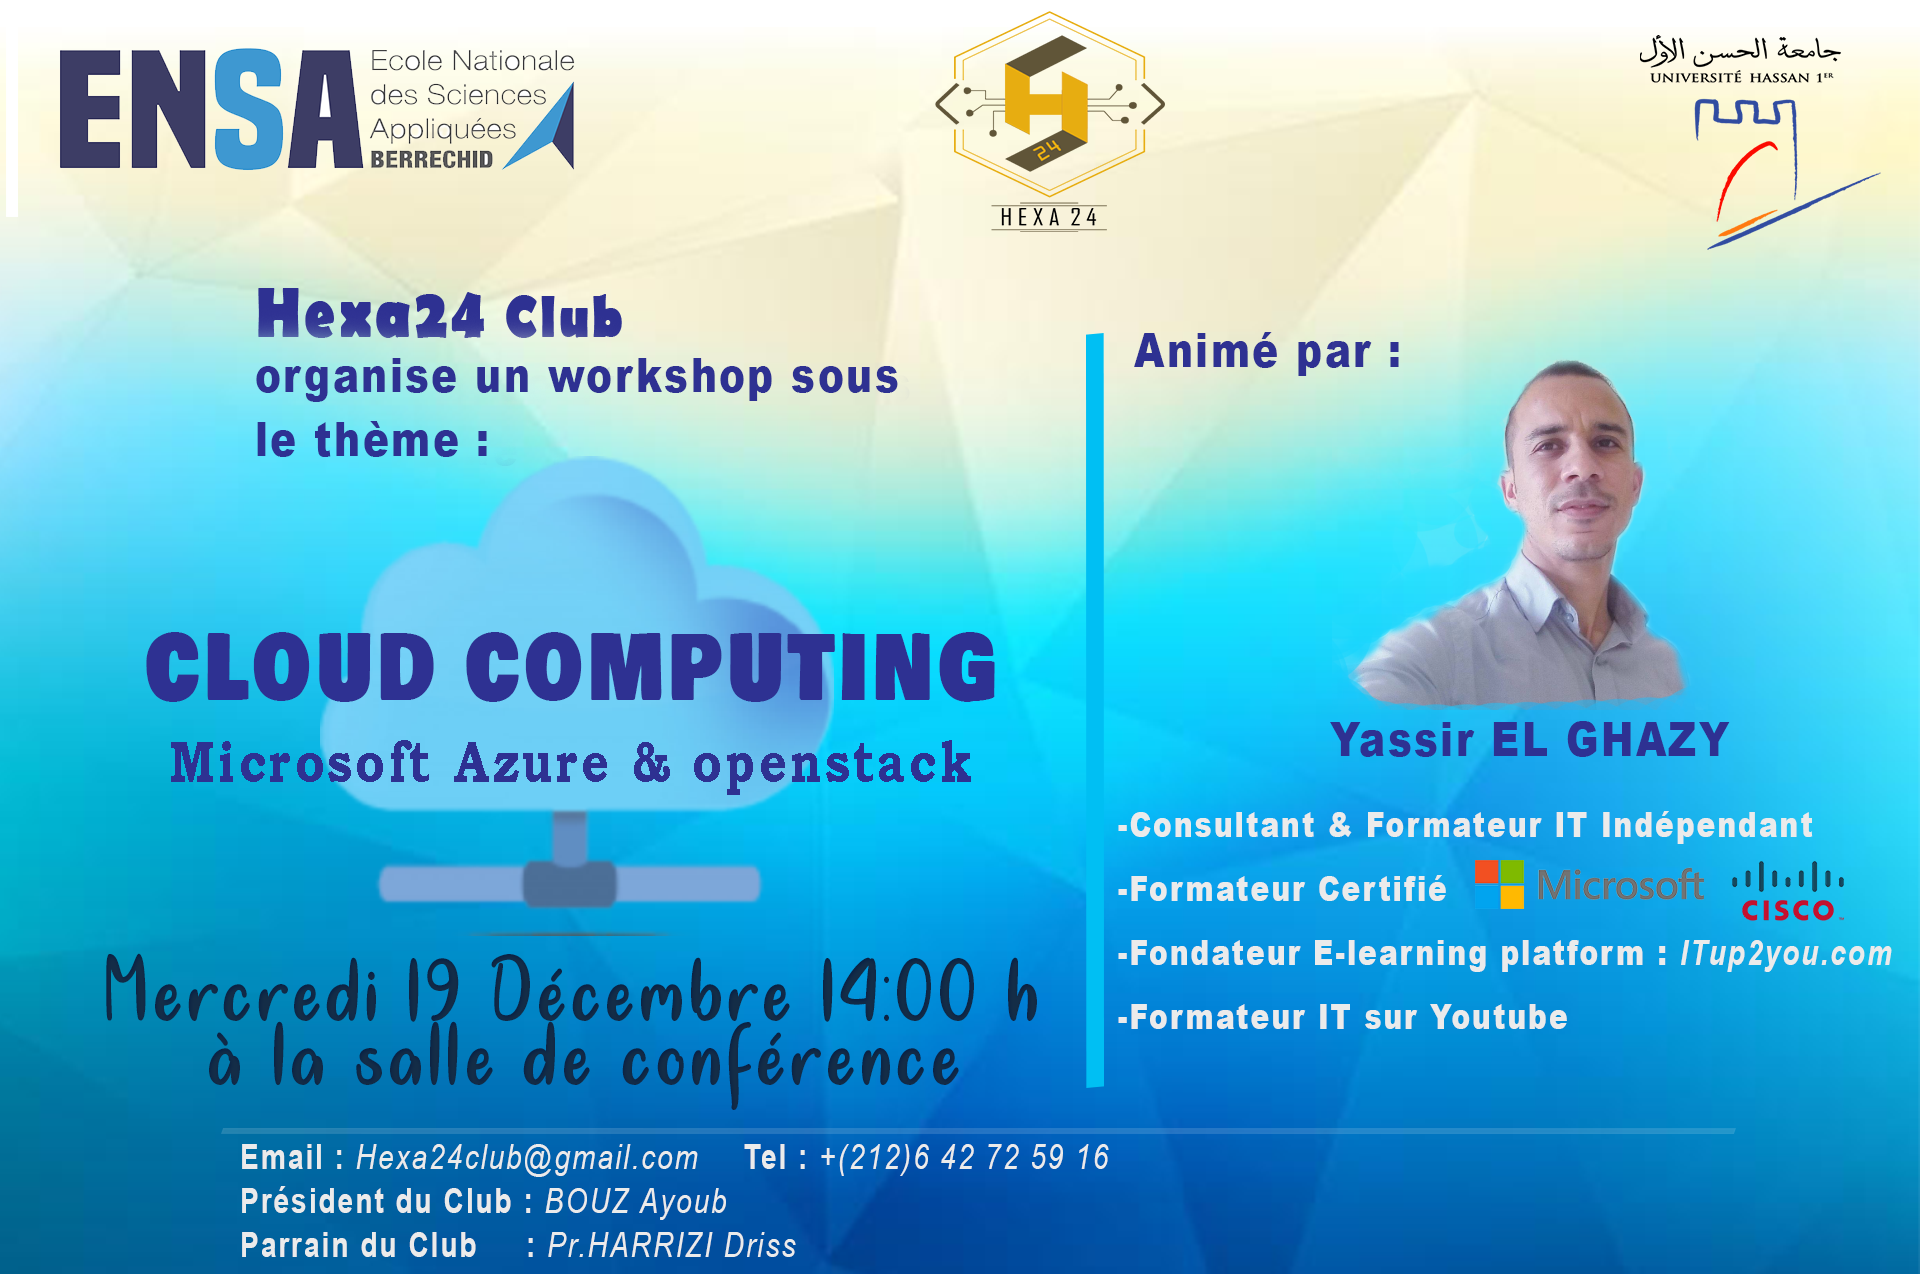 ENSA
Ecole Nationale
des Sciences
Appliquées
BERRECHID
24
HEXA 24
جامعة الحسن الأول
UNIVERSITÉ HASSAN 1ER
Hexa24 Club
organise un workshop sous
le thème :
CLOUD COMPUTING
Microsoft Azure & openstack
Mercredi 19 Décembre 14:00 h
à la salle de conférence
Animé par :
Yassir EL GHAZY
-Consultant & Formateur IT Indépendant
-Formateur Certifié Microsoft CISCO
-Fondateur E-learning platform : ITup2you.com
-Formateur IT sur Youtube
Email : Hexa24club@gmail.com Tel : +(212)6 42 72 59 16
Président du Club : BOUZ Ayoub
Parrain du Club : Pr.HARRIZI Driss